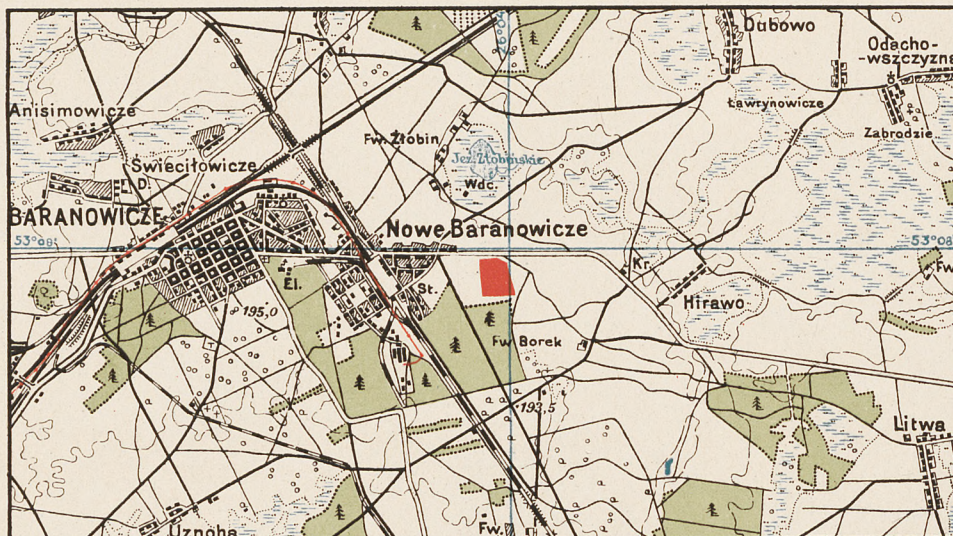 Dubowo
Odacho-
-wszczyzna
Anisimowicze
Ławrynowicze
Zabrodzie
Fw. Żłobin
Jez. Żłobińskie
Święciłowicze
D.
Wdc.
BARANOWICZE
Nowe Baranowicze
53°08'
53°08'
Kr.
Fw
El.
St.
Hirawo
195,0
Fw Borek
193,5
Litwa
Uznoha
Fw.